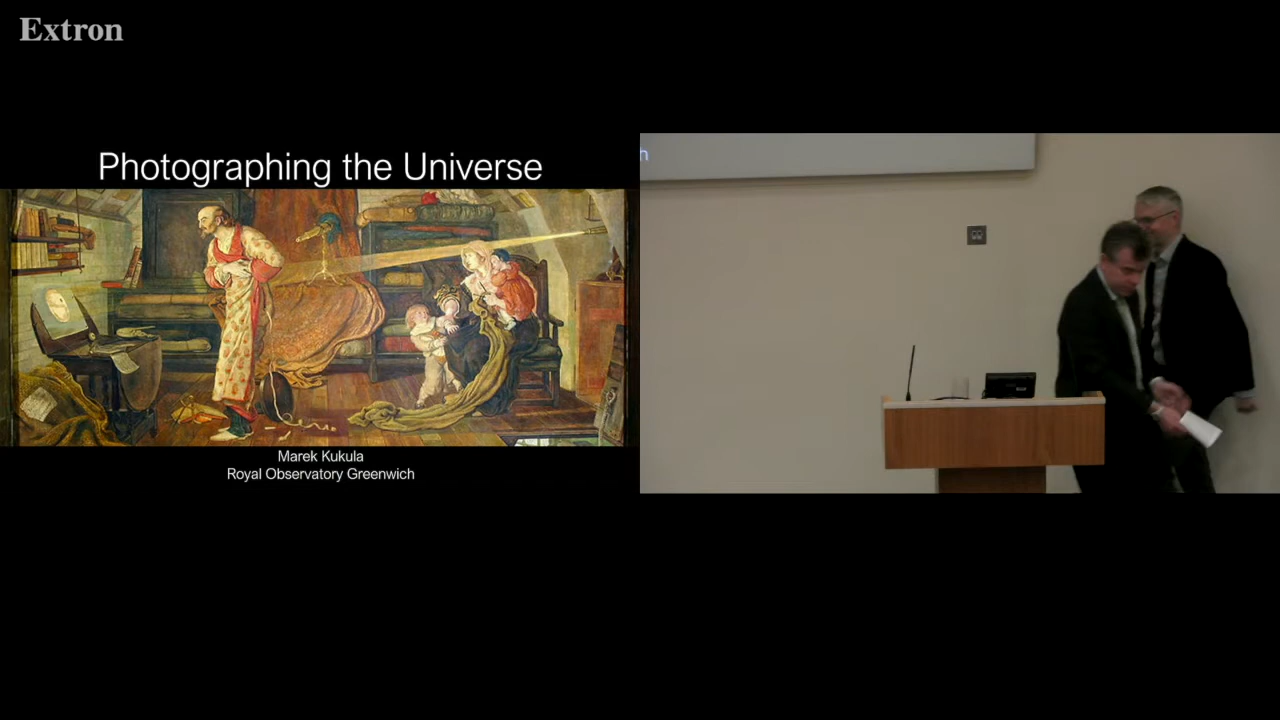 Extron
Photographing the Universe
h
Marek Kukula
Royal Observatory Greenwich